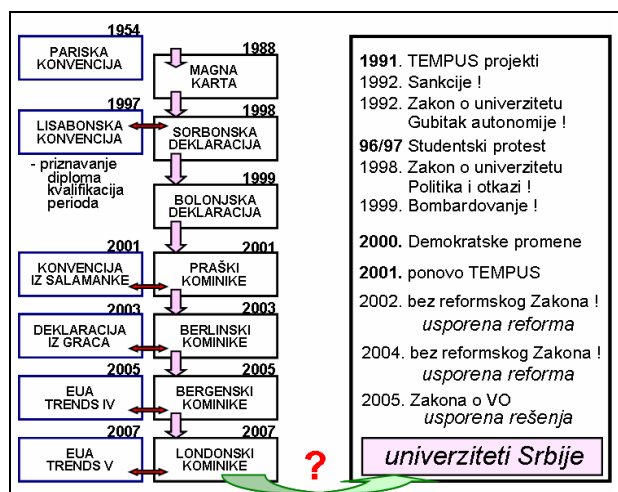 1954
PARISKA
KONVENCIJA
1988
MAGNA
KARTA
1997
LISABONSKA
KONVENCIJA
- priznavanje
diploma
kvalifikacija
perioda
1998
SORBONSKA
DEKLARACIJA
1999
BOLONJSKA
DEKLARACIJA
2001
KONVENCIJA
IZ SALAMANKE
2001
PRAŠKI
KOMINIKE
2003
DEKLARACIJA
IZ GRACA
2003
BERLINSKI
KOMINIKE
2005
EUA
TRENDS IV
2005
BERGENSKI
KOMINIKE
2007
EUA
TRENDS V
2007
LONDONSKI
KOMINIKE
?
1991. TEMPUS projekti
1992. Sankcije !
1992. Zakon o univerzitetu
Gubitak autonomije !
96/97 Studentski protest
1998. Zakon o univerzitetu
Politika i otkazi !
1999. Bombardovanje !
2000. Demokratske promene
2001. ponovo TEMPUS
2002. bez reformskog Zakona !
usporena reforma
2004. bez reformskog Zakona !
usporena reforma
2005. Zakona o VO
usporena rešenja
univerziteti Srbije